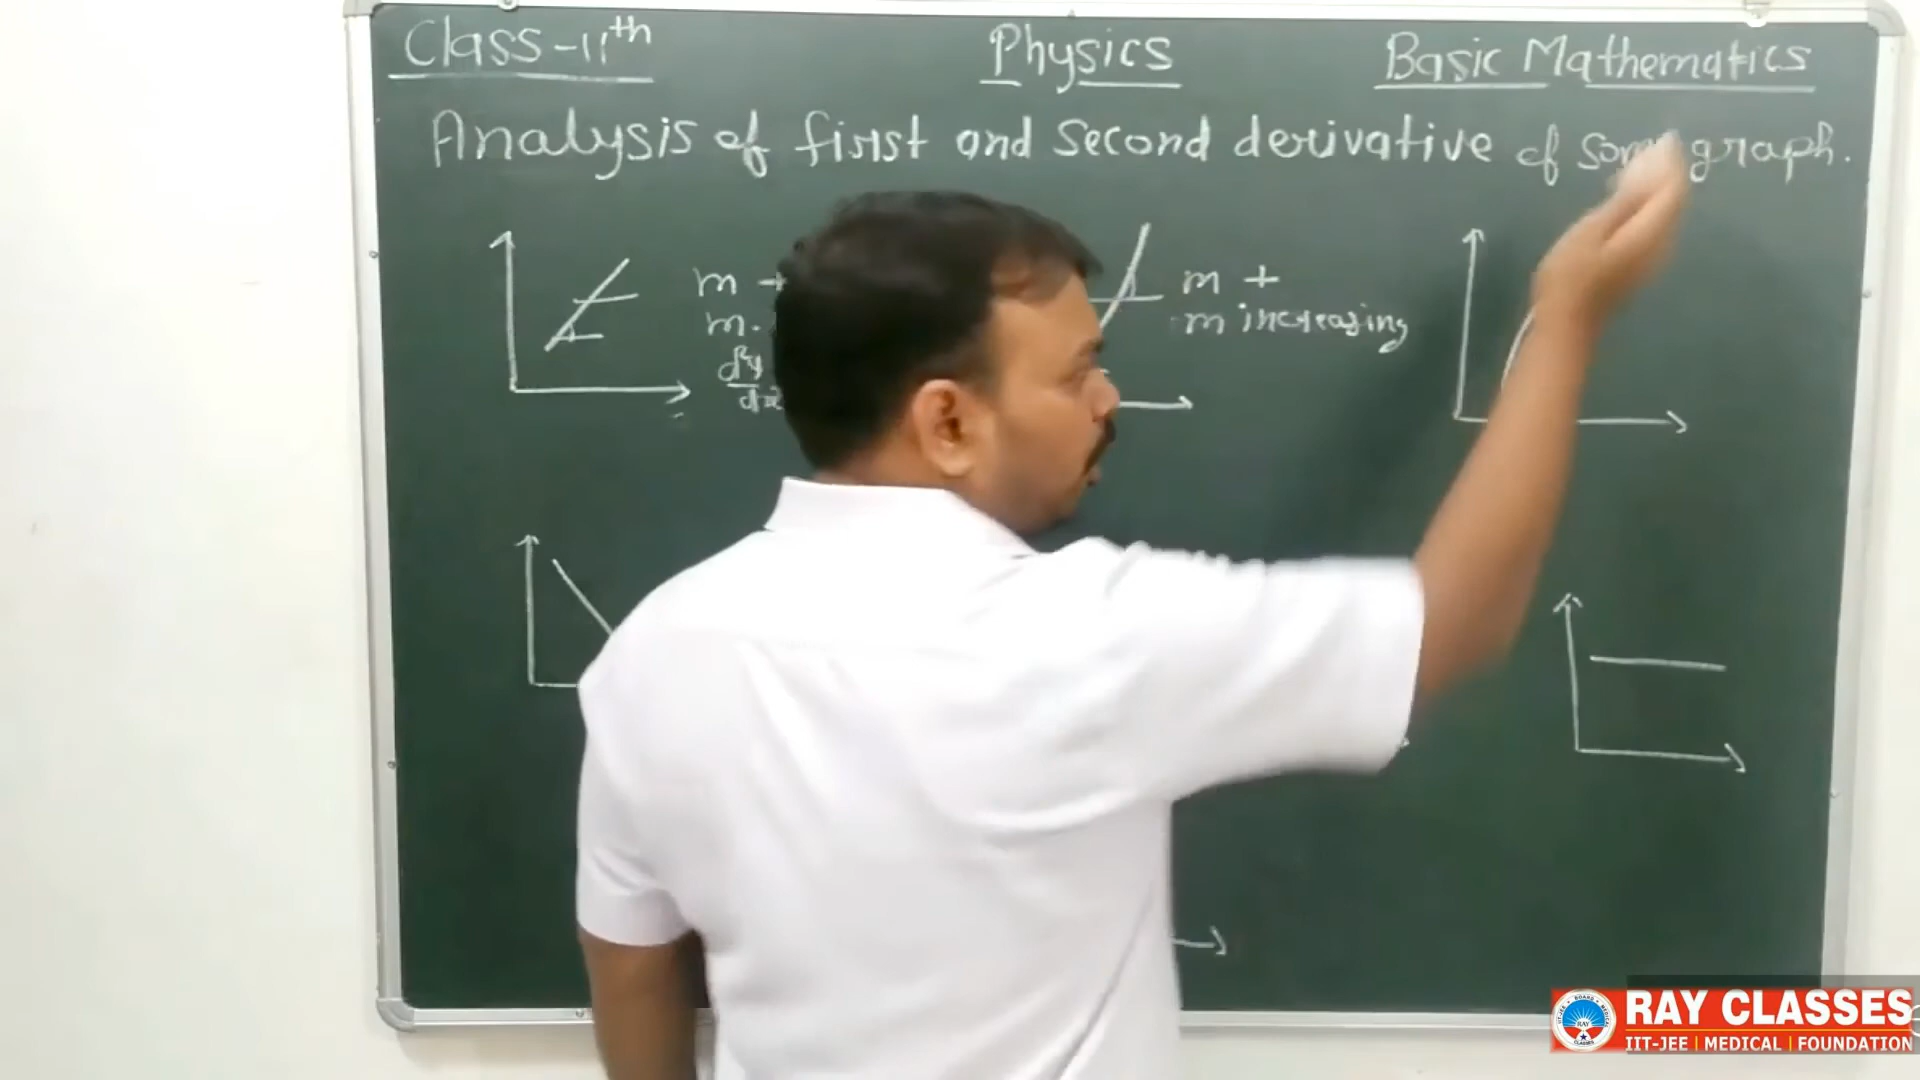 Class-11th
Physics
Basic Mathematics
Analysis of first and second derivative of some graph.
m +
m
m +
m increasing
RAY CLASSES
IIT-JEE | MEDICAL | FOUNDATION